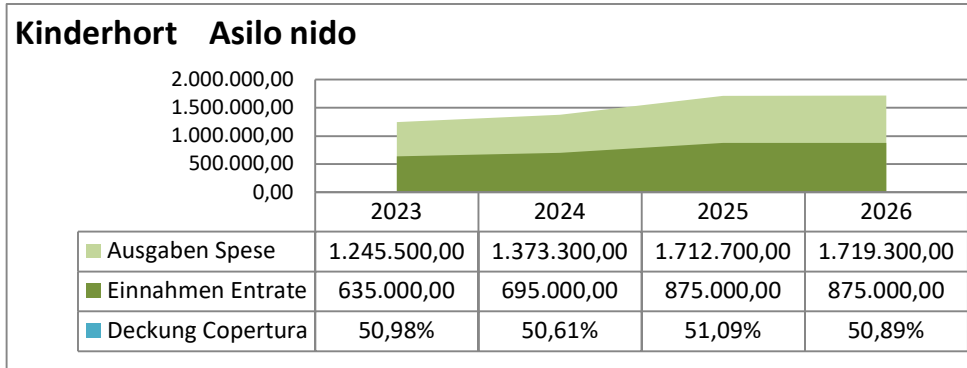 Kinderhort Asilo nido
2.000.000,00
1.500.000,00
1.000.000,00
500.000,00
0,00
2023 2024 2025 2026
Ausgaben Spese 1.245.500,00 1.373.300,00 1.712.700,00 1.719.300,00
Einnahmen Entrate 635.000,00 695.000,00 875.000,00 875.000,00
Deckung Copertura 50,98% 50,61% 51,09% 50,89%